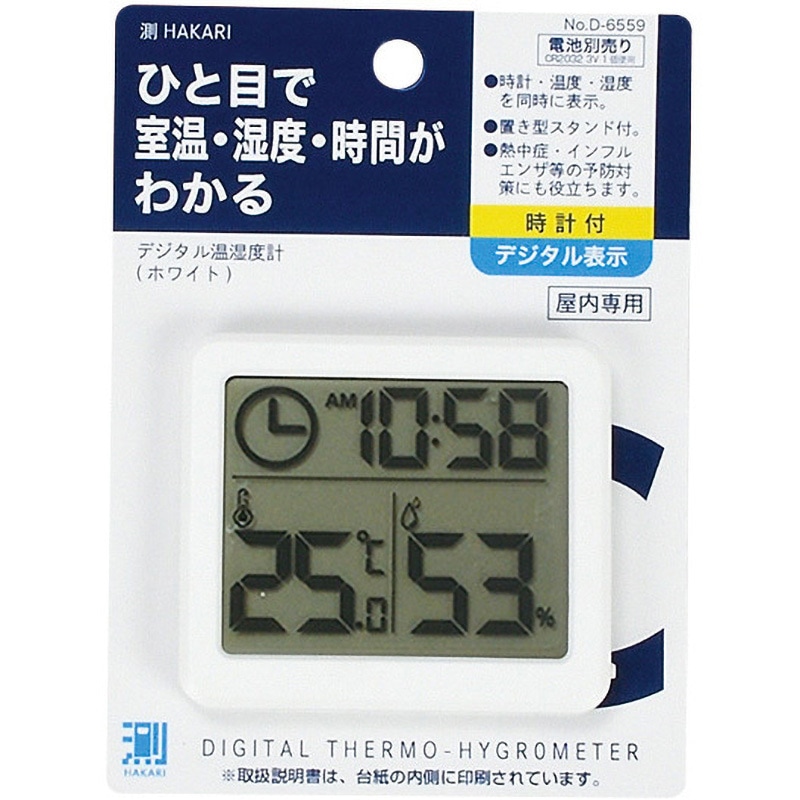 測 HAKARI
No.D-6559
電池別売り
CR2032 3V 1個使用
ひと目で
室温・湿度・時間が
わかる
●時計・温度・湿度
を同時に表示。
●置き型スタンド付。
●熱中症・インフル
エンザ等の予防対
策にも役立ちます。
時計付
デジタル表示
デジタル温湿度計
(ホワイト)
屋内専用
AM 10:58
25.0 ℃
53 %
測
HAKARI
DIGITAL THERMO-HYGROMETER
※取扱説明書は、台紙の内側に印刷されています。